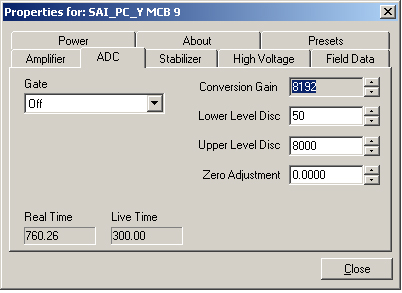 Properties for: SAI_PC_Y MCB 9
Power About Presets
Amplifier ADC Stabilizer High Voltage Field Data
Gate
Off
Conversion Gain 8192
Lower Level Disc 50
Upper Level Disc 8000
Zero Adjustment 0.0000
Real Time Live Time
760.26 300.00
Close